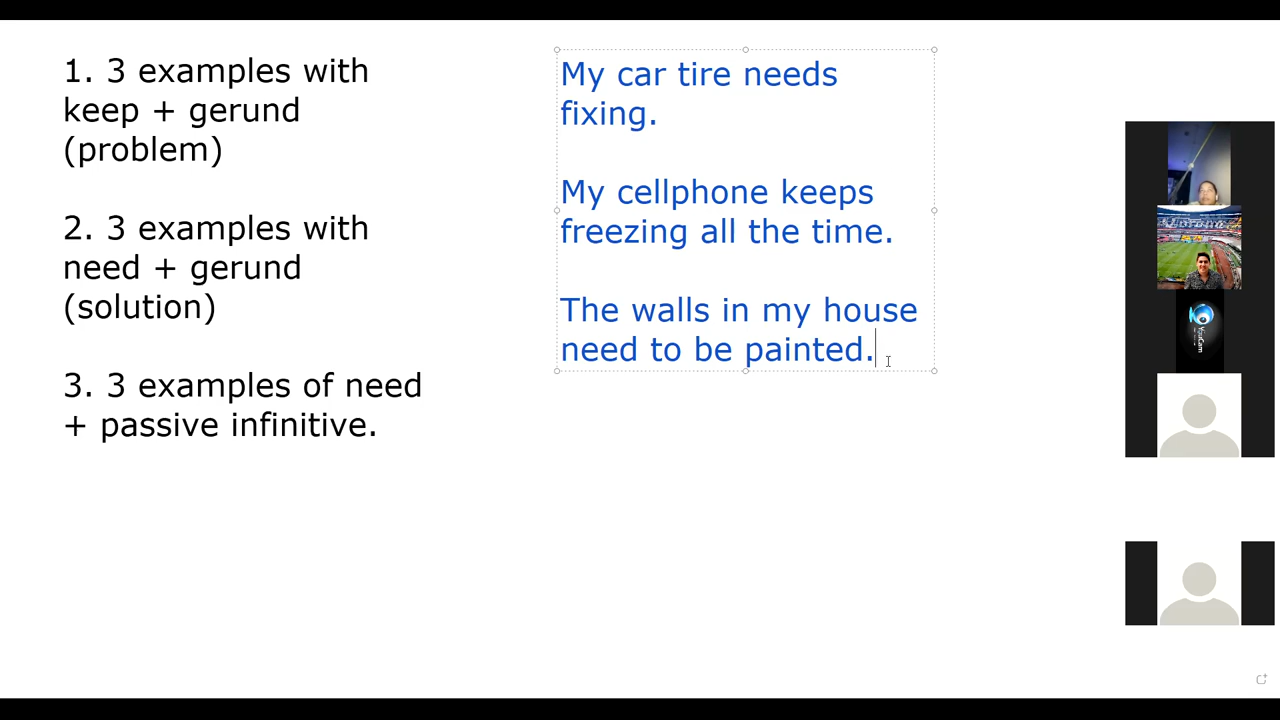 1. 3 examples with
keep + gerund
(problem)
2. 3 examples with
need + gerund
(solution)
3. 3 examples of need
+ passive infinitive.
My car tire needs
fixing.
My cellphone keeps
freezing all the time.
The walls in my house
need to be painted.
YouCam